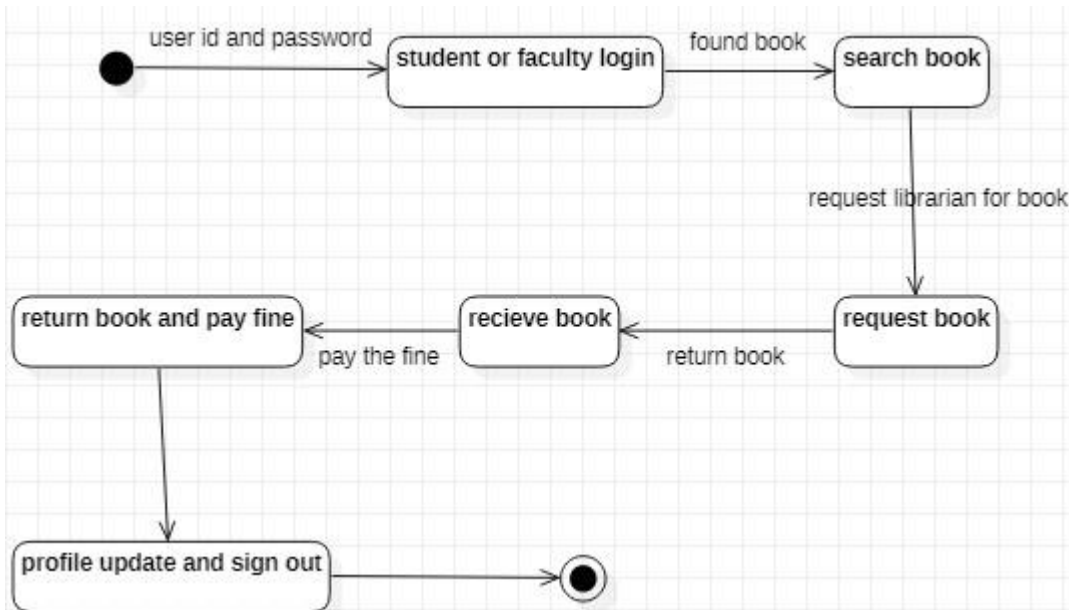 user id and password
student or faculty login
found book
search book
request librarian for book
return book and pay fine
pay the fine
recieve book
return book
request book
profile update and sign out